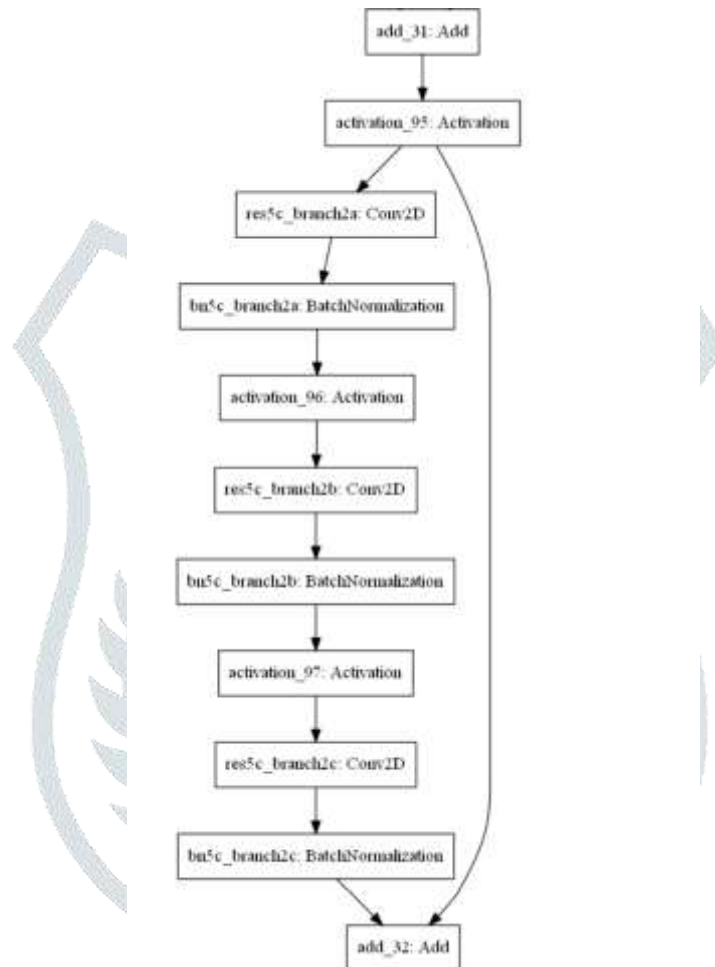 add_31: Add
activation_95: Activation
res5c_branch2a: Conv2D
bn5c_branch2a: BatchNormalization
activation_96: Activation
res5c_branch2b: Conv2D
bn5c_branch2b: BatchNormalization
activation_97: Activation
res5c_branch2c: Conv2D
bn5c_branch2c: BatchNormalization
add_32: Add